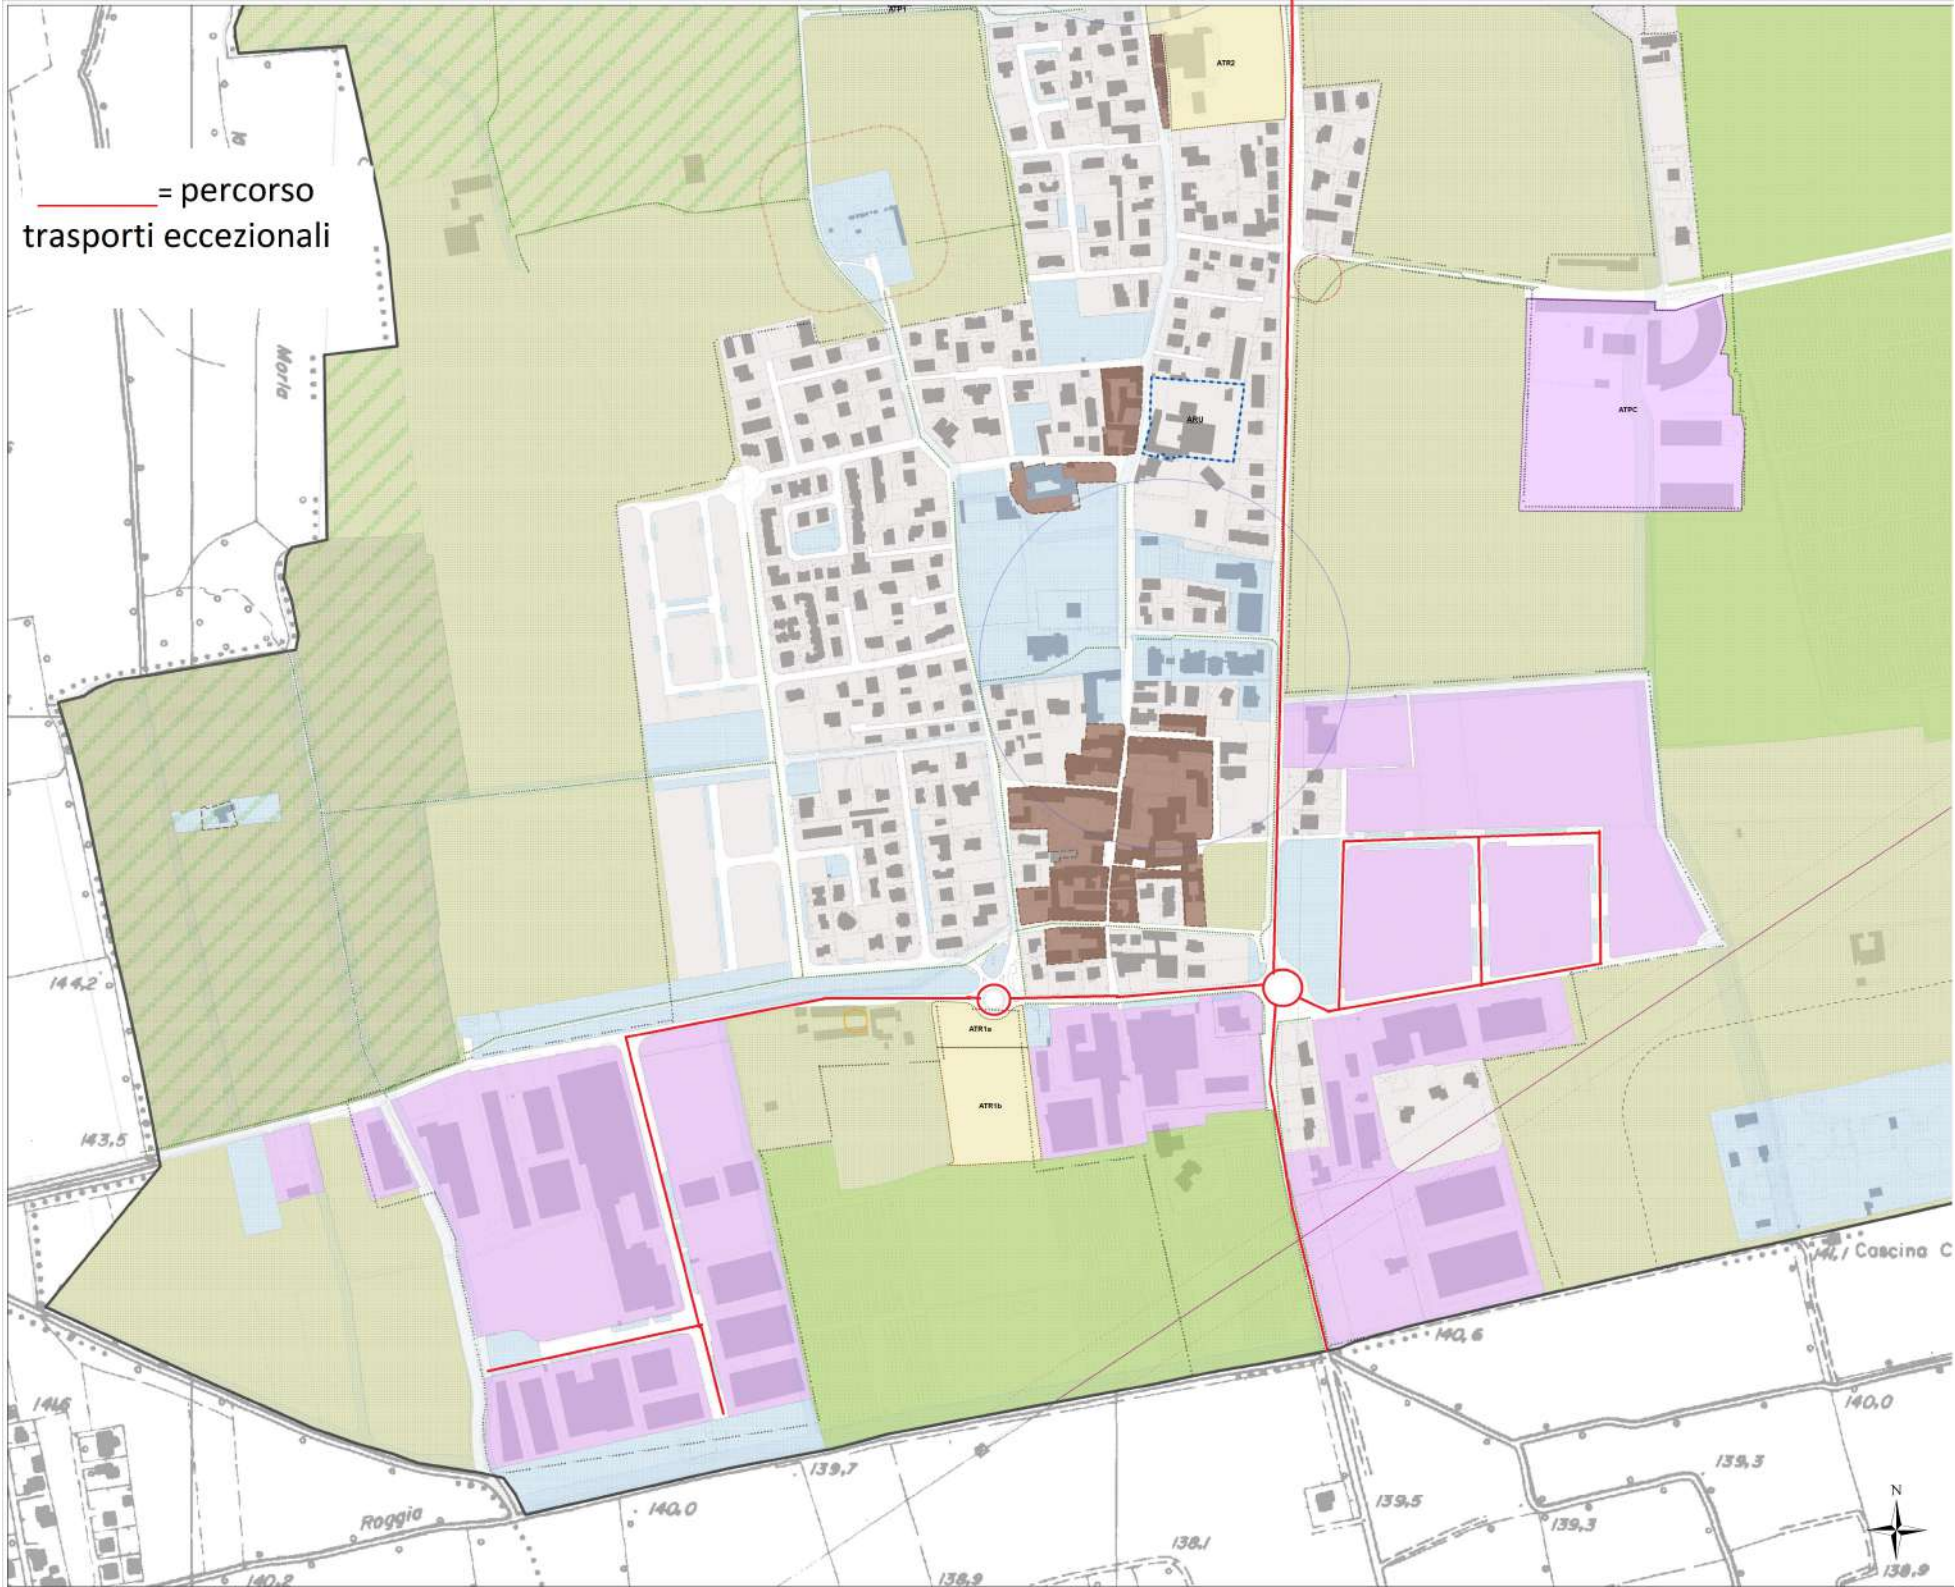 ATP1
ATR2
= percorso
trasporti eccezionali
Morla
ATPC
ARU
144,2
ATR1a
ATR1b
143,5
141,1 Cascina C
140,6
140,0
139,7
139,3
140,0
139,5
Roggia
139,3
N
138,1
140,2
138,9
138,9